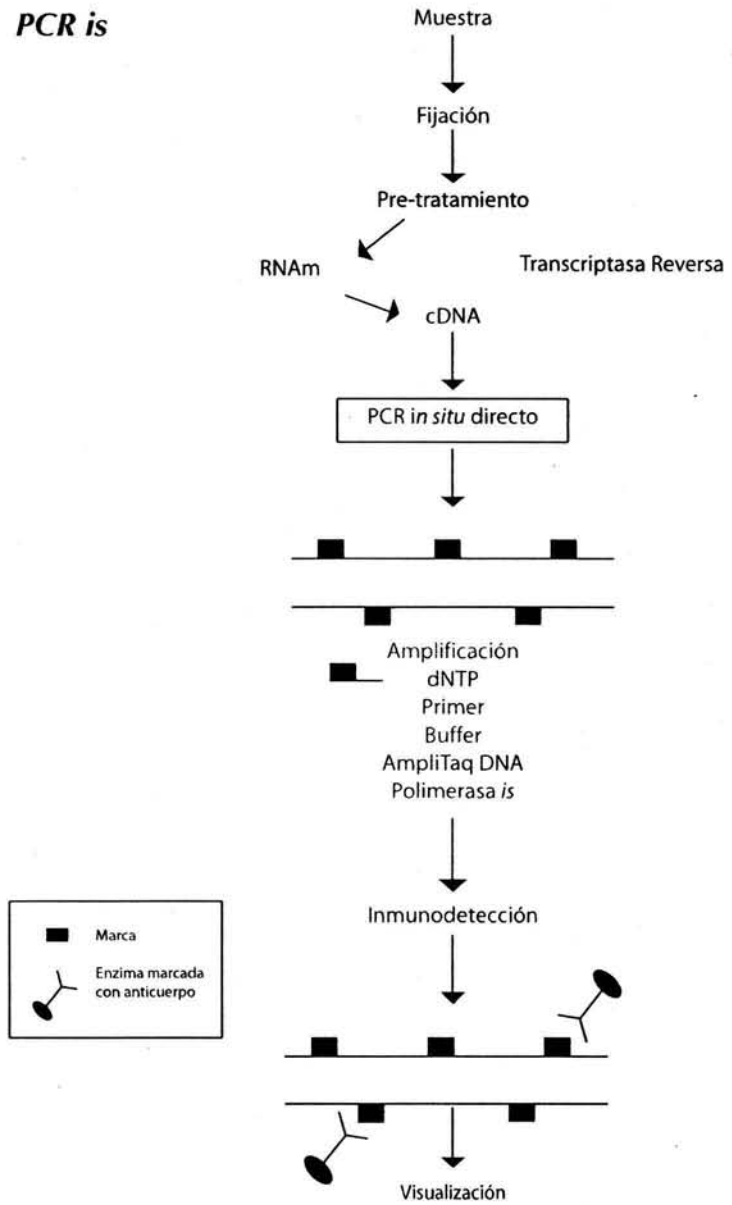 PCR is
Muestra
Fijación
Pre-tratamiento
RNAm
Transcriptasa Reversa
cDNA
PCR in situ directo
Amplificación
dNTP
Primer
Buffer
AmpliTaq DNA
Polimerasa is
Inmunodetección
Marca
Enzima marcada
con anticuerpo
Visualización